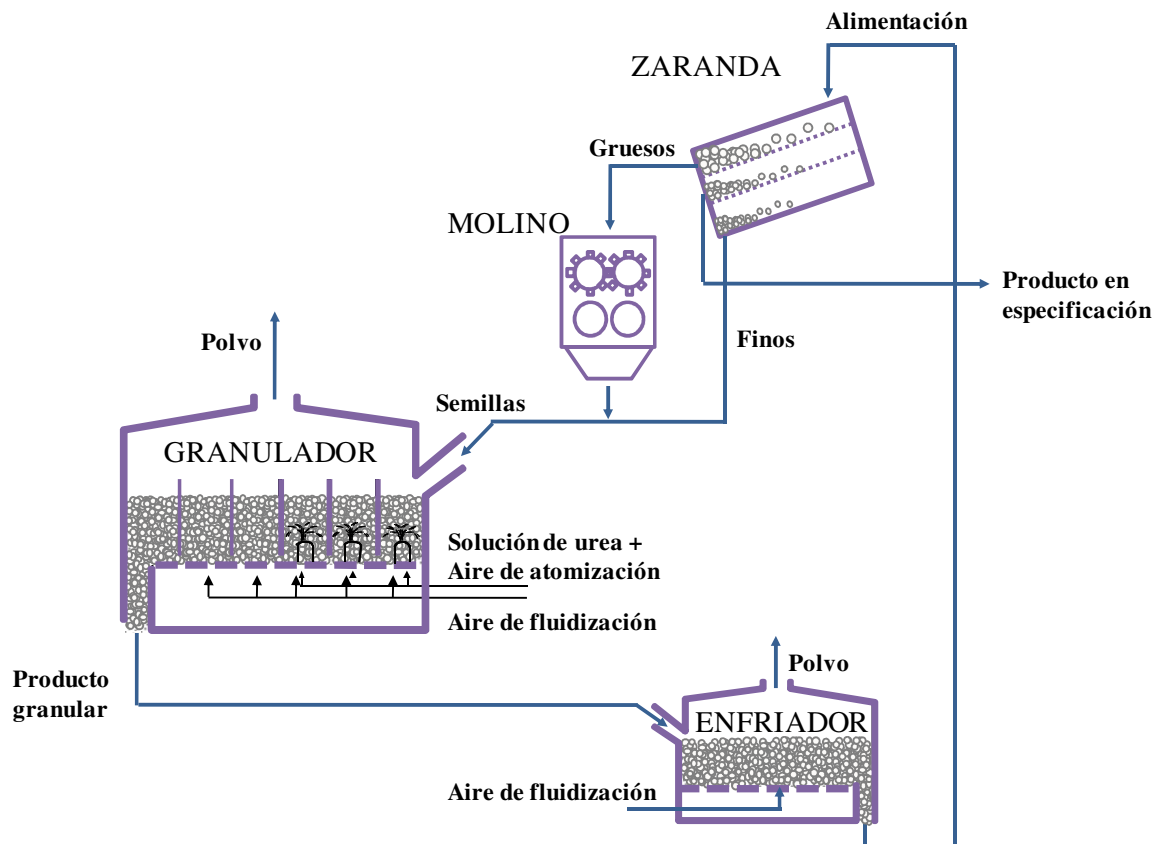 Alimentación
ZARANDA
Gruesos
MOLINO
Producto en
especificación
Polvo
Finos
Semillas
GRANULADOR
Solución de urea +
Aire de atomización
Aire de fluidización
Producto
granular
Polvo
ENFRIADOR
Aire de fluidización